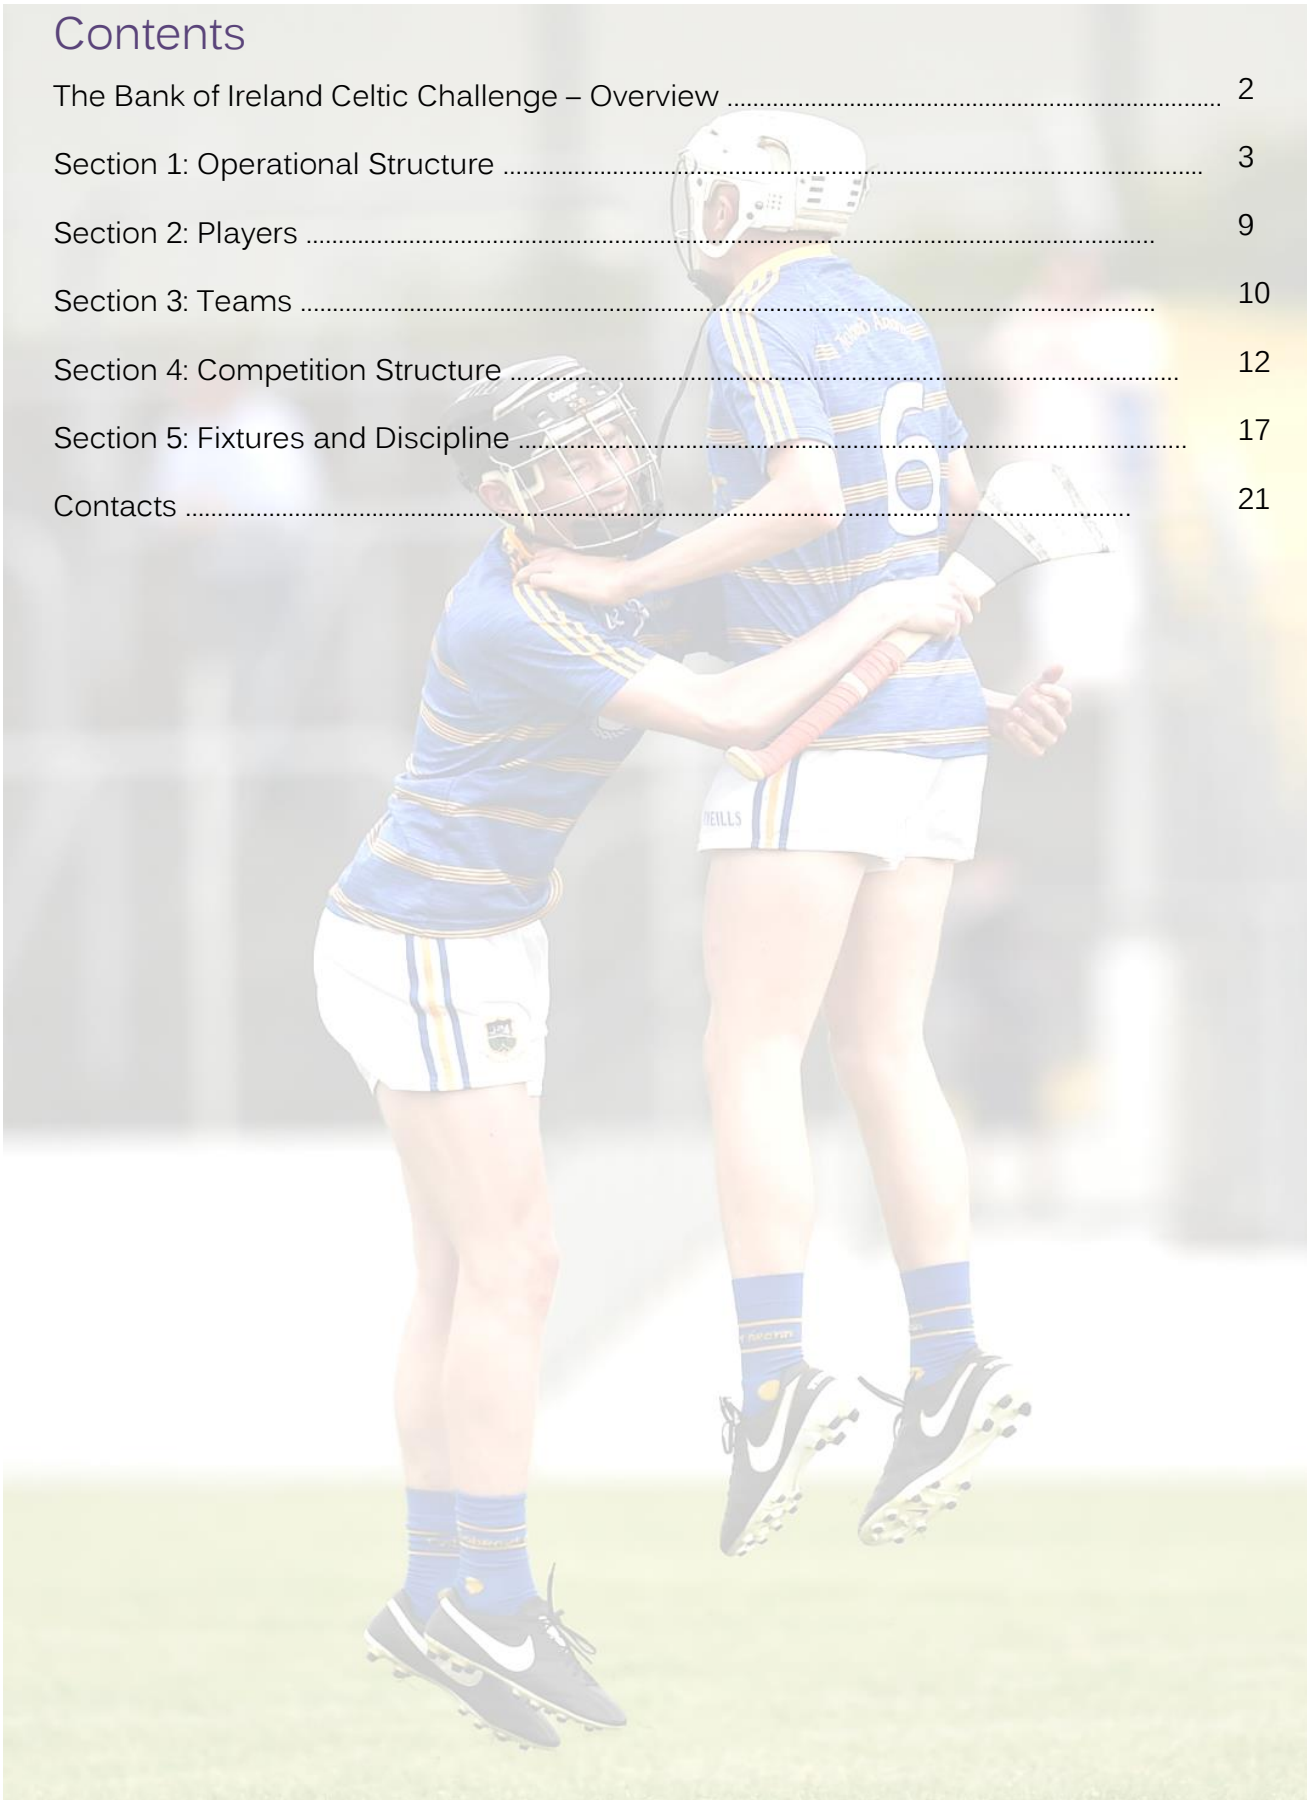 Contents
The Bank of Ireland Celtic Challenge – Overview ........................................................................... 2
Section 1: Operational Structure .......................................................................................................... 3
Section 2: Players ................................................................................................................................. 9
Section 3: Teams .................................................................................................................................. 10
Section 4: Competition Structure ...................................................................................................... 12
Section 5: Fixtures and Discipline ..................................................................................................... 17
Contacts ................................................................................................................................................ 21
6